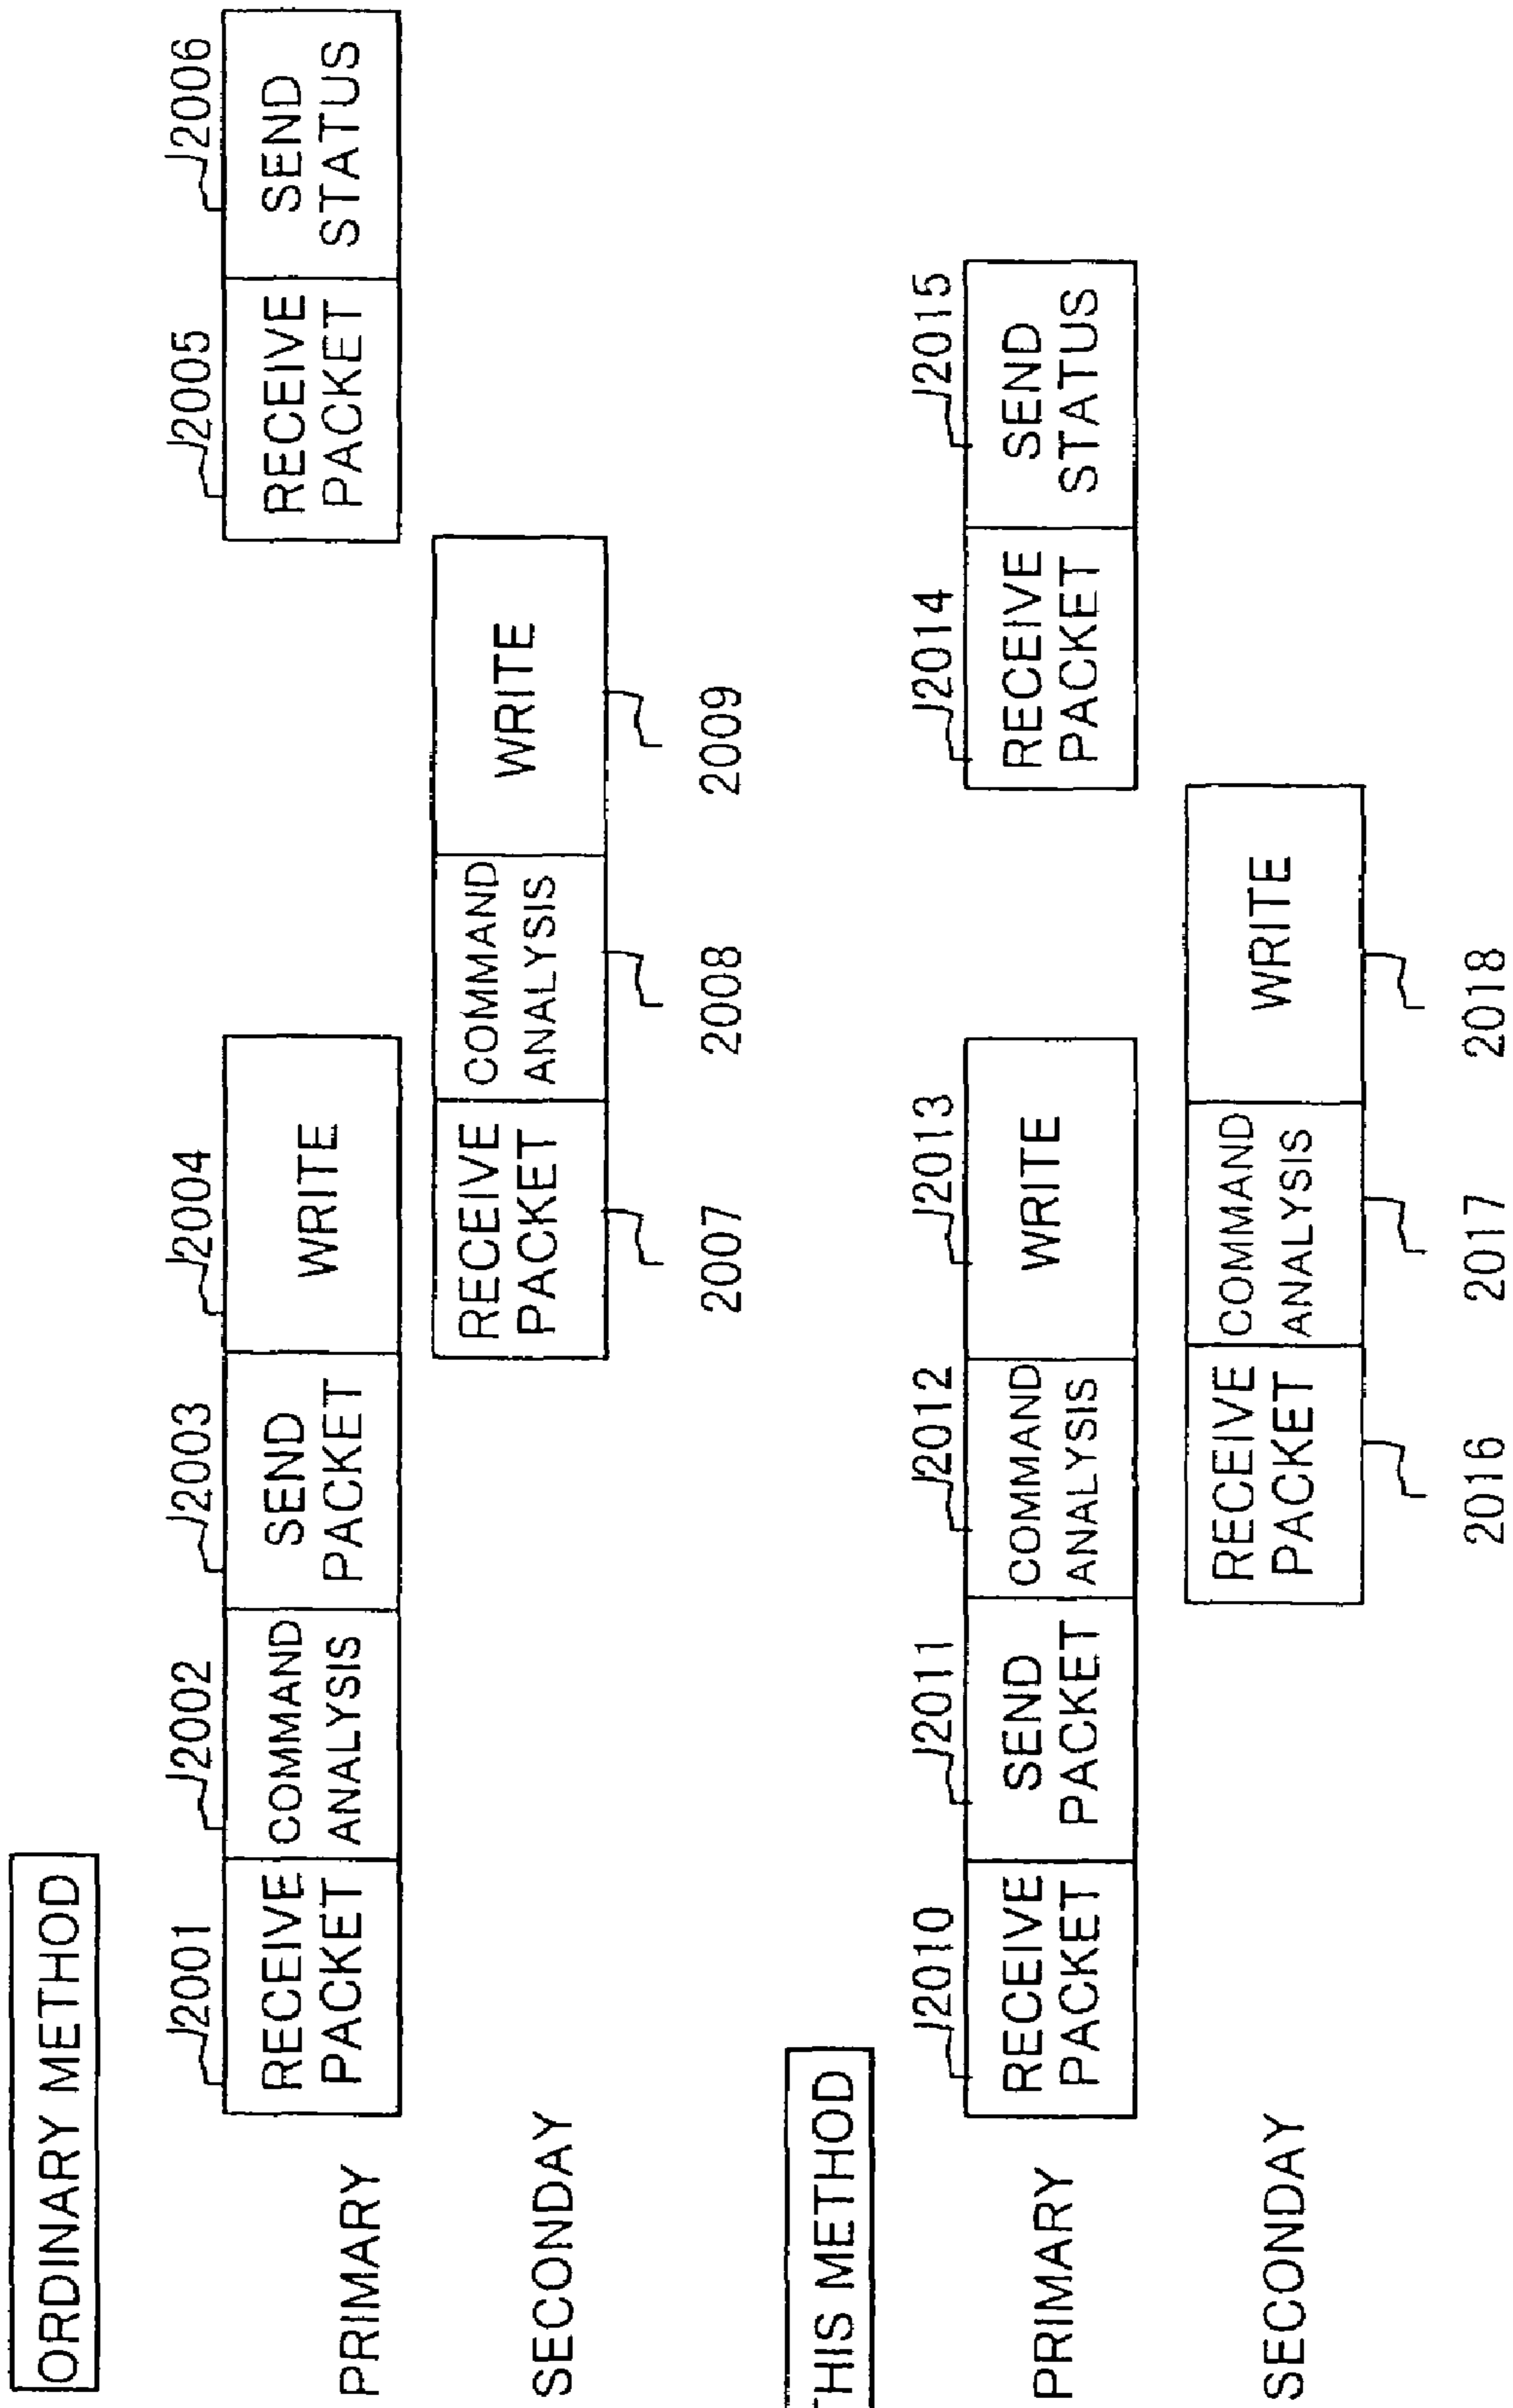 ORDINARY METHOD
2001
2002
2003
2004
2005
2006
PRIMARY
RECEIVE
PACKET
COMMAND
ANALYSIS
SEND
PACKET
WRITE
RECEIVE
PACKET
SEND
STATUS
SECONDAY
RECEIVE
PACKET
COMMAND
ANALYSIS
WRITE
2007
2008
2009
THIS METHOD
2010
2011
2012
2013
2014
2015
PRIMARY
RECEIVE
PACKET
SEND
PACKET
COMMAND
ANALYSIS
WRITE
RECEIVE
PACKET
SEND
STATUS
SECONDAY
RECEIVE
PACKET
COMMAND
ANALYSIS
WRITE
2016
2017
2018